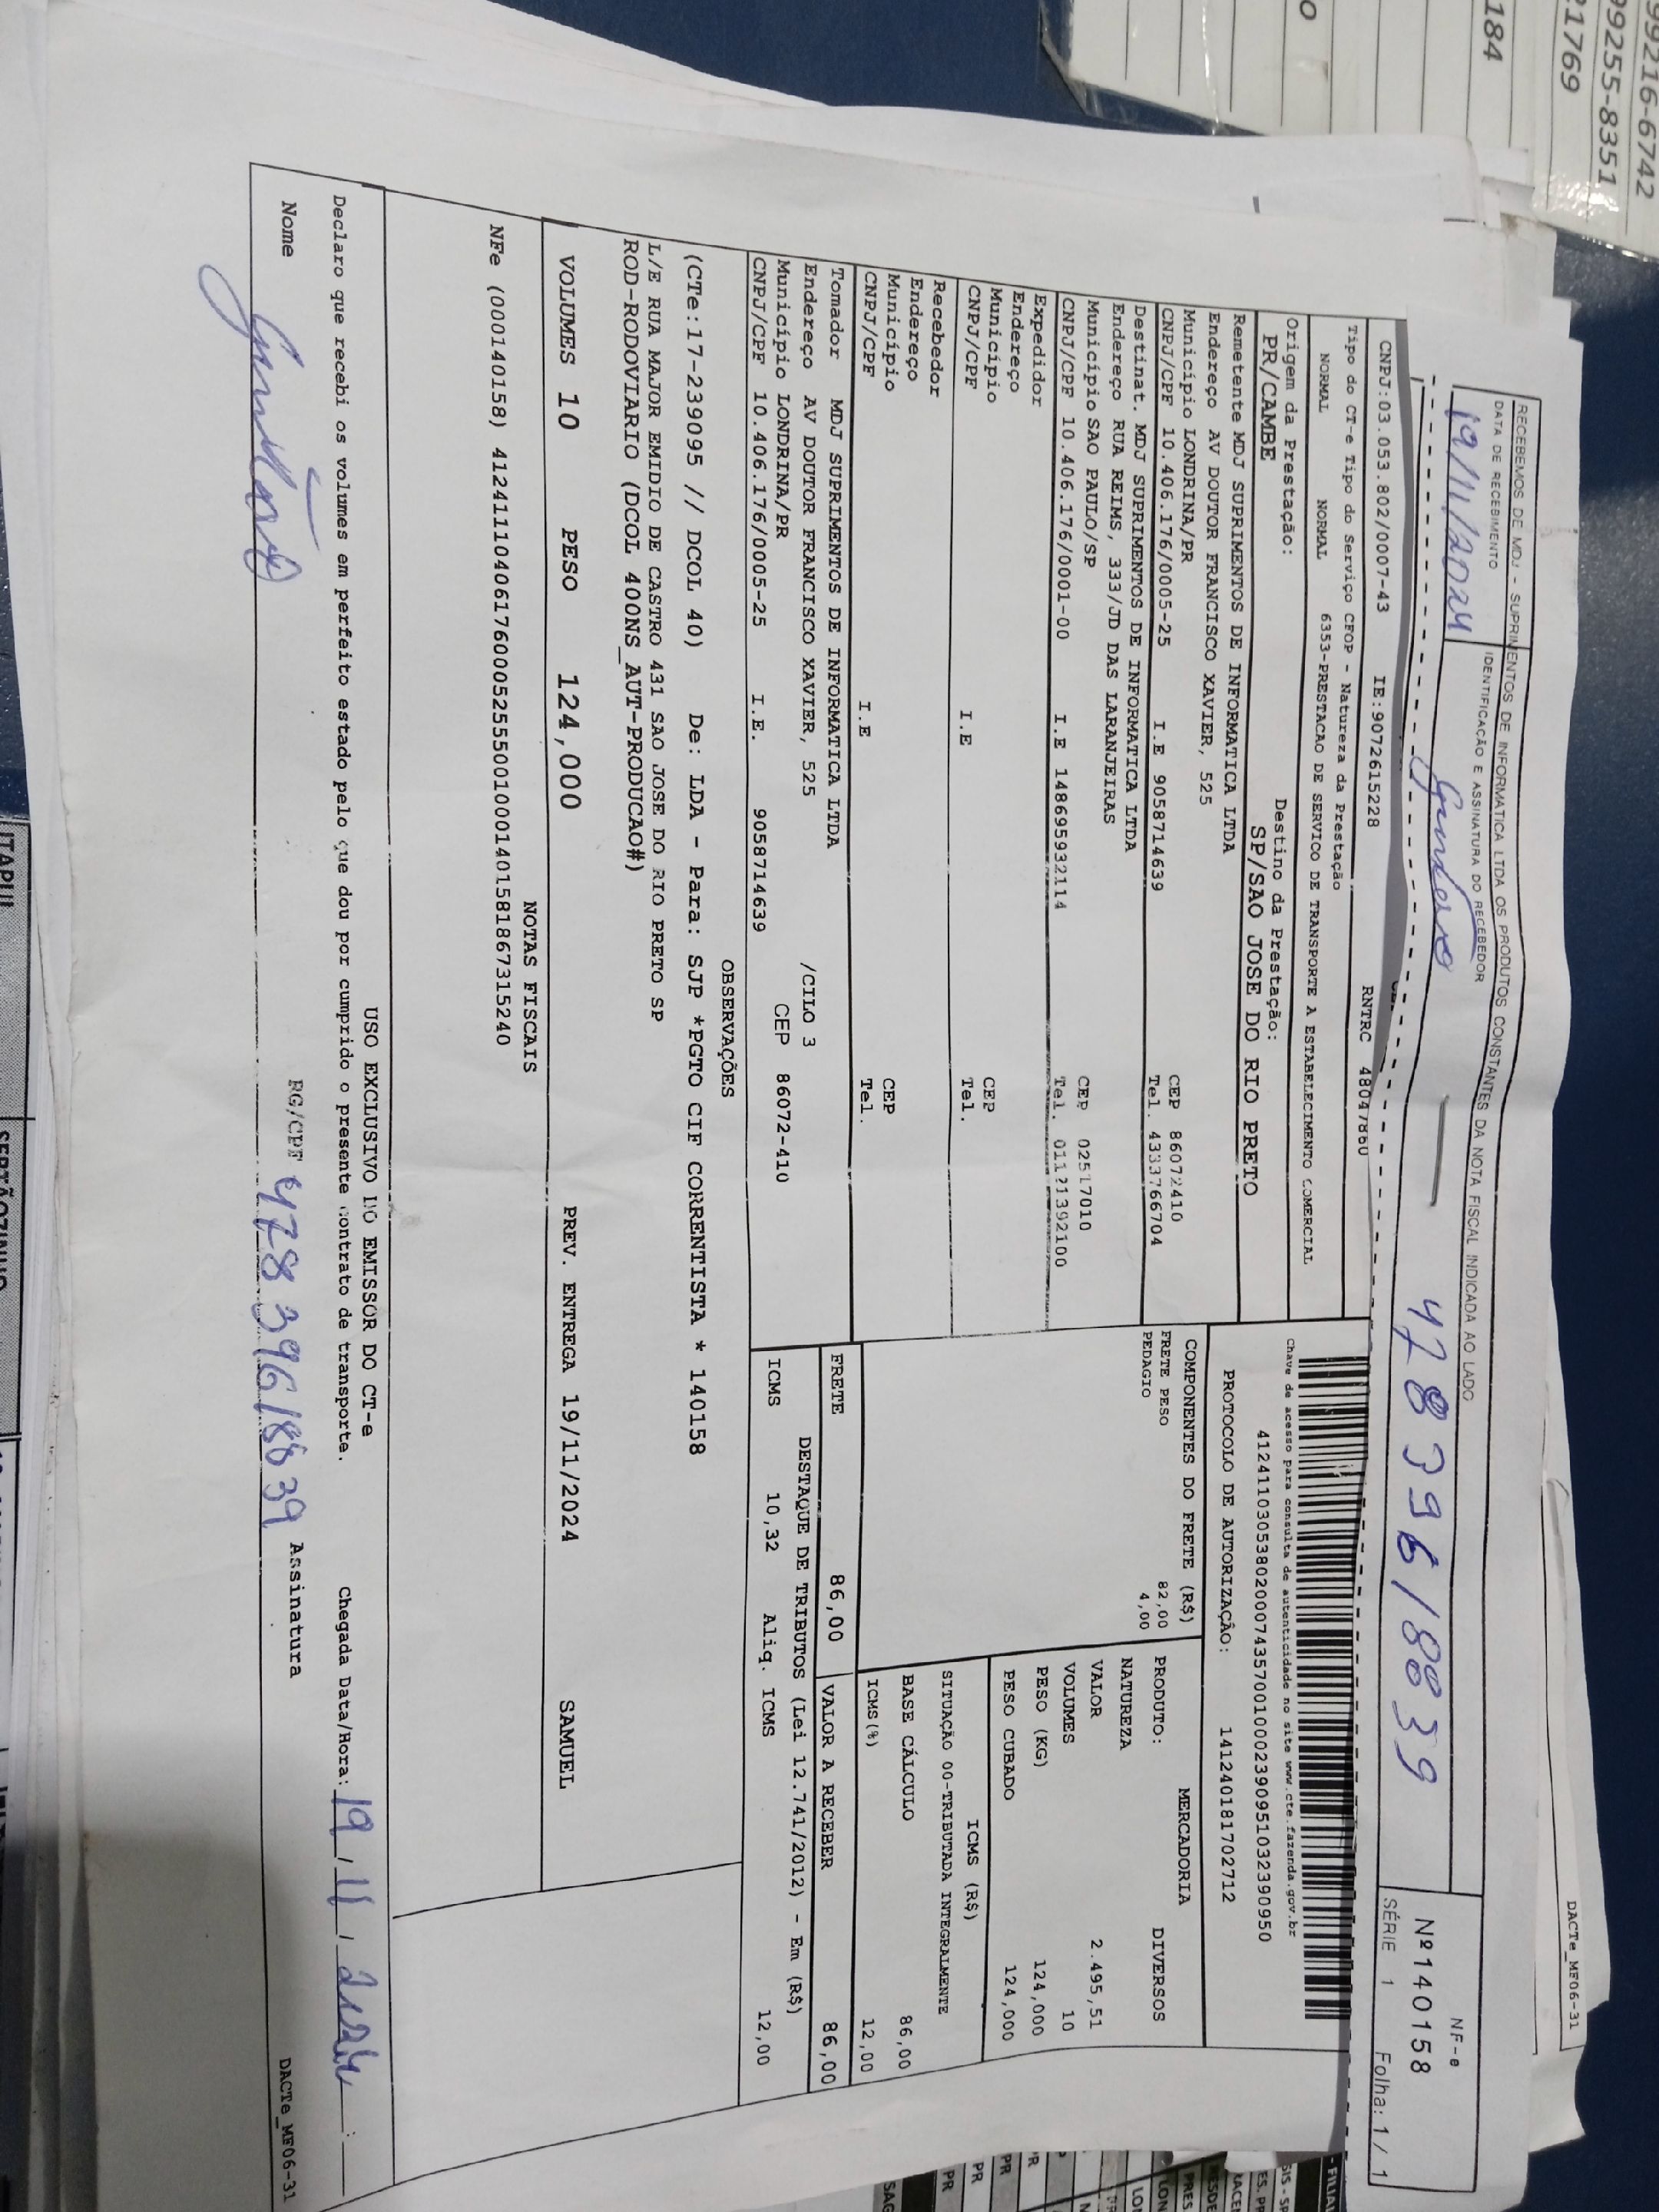 DACTe_MF06-31
RECEBEMOS DE MDJ - SUPRIMENTOS DE INFORMATICA LTDA OS PRODUTOS CONSTANTES DA NOTA FISCAL INDICADA AO LADO
DATA DE RECEBIMENTO
IDENTIFICAÇÃO E ASSINATURA DO RECEBEDOR
19/11/2024
47839618839
NF-e
Nº140158
SÉRIE 1 Folha: 1 / 1
CNPJ:03.053.802/0007-43 IE:9072615228 RNTRC 48047860
Tipo do CT-e Tipo do Serviço CFOP - Natureza da Prestação
NORMAL NORMAL 6353-PRESTACAO DE SERVICO DE TRANSPORTE A ESTABELECIMENTO COMERCIAL
Origem da Prestação: Destino da Prestação:
PR/CAMBE SP/SAO JOSE DO RIO PRETO
Remetente MDJ SUPRIMENTOS DE INFORMATICA LTDA
Endereço AV DOUTOR FRANCISCO XAVIER, 525
Município LONDRINA/PR CEP 86072410
CNPJ/CPF 10.406.176/0005-25 I.E 9058714639 Tel. 4333766704
Destinat. MDJ SUPRIMENTOS DE INFORMATICA LTDA
Endereço RUA REIMS, 333/JD DAS LARANJEIRAS
Município SAO PAULO/SP CEP 02517010
CNPJ/CPF 10.406.176/0001-00 I.E 148695932114 Tel. 01121392100
Expedidor
Endereço
Município CEP
CNPJ/CPF I.E Tel.
Recebedor
Endereço
Município CEP
CNPJ/CPF I.E Tel.
Tomador MDJ SUPRIMENTOS DE INFORMATICA LTDA
Endereço AV DOUTOR FRANCISCO XAVIER, 525 /CILO 3
Município LONDRINA/PR CEP 86072-410
CNPJ/CPF 10.406.176/0005-25 I.E. 9058714639
Chave de acesso para consulta de autenticidade no site www.cte.fazenda.gov.br
41241103053802000743570010002390951032390950
PROTOCOLO DE AUTORIZAÇÃO: 141240181702712
COMPONENTES DO FRETE (R$)
FRETE PESO 82,00
PEDAGIO 4,00
MERCADORIA
PRODUTO: DIVERSOS
NATUREZA
VALOR 2.495,51
VOLUMES 10
PESO (KG) 124,000
PESO CUBADO 124,000
ICMS (R$)
SITUAÇÃO 00-TRIBUTADA INTEGRALMENTE
BASE CÁLCULO 86,00
ICMS(%) 12,00
FRETE 86,00 VALOR A RECEBER 86,00
DESTAQUE DE TRIBUTOS (Lei 12.741/2012) - Em (R$)
ICMS 10,32 Aliq. ICMS 12,00
OBSERVAÇÕES
(CTe:17-239095 // DCOL 40) De: LDA - Para: SJP *PGTO CIF CORRENTISTA * 140158
L/E RUA MAJOR EMIDIO DE CASTRO 431 SAO JOSE DO RIO PRETO SP
ROD-RODOVIARIO (DCOL 400NS_AUT-PRODUCAO#)
VOLUMES 10 PESO 124,000 PREV. ENTREGA 19/11/2024 SAMUEL
NOTAS FISCAIS
NFe (000140158) 41241110406176000525550010001401581867315240
USO EXCLUSIVO DO EMISSOR DO CT-e
Declaro que recebi os volumes em perfeito estado pelo que dou por cumprido o presente contrato de transporte. Chegada Data/Hora: 19 / 11 /
Nome RG/CPF 47839618839 Assinatura
DACTe_MF06-31
99216-6742
99255-8351
21769
184